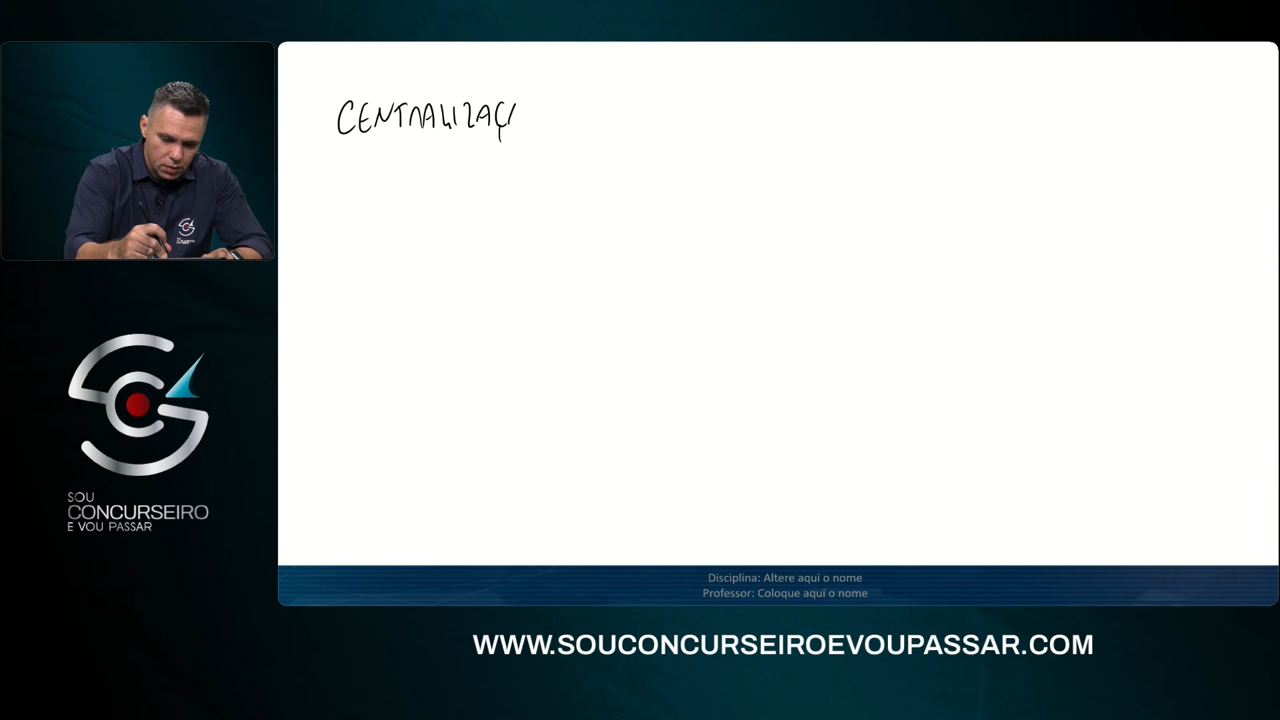 CENTRALIZAÇ
SOU
CONCURSEIRO
E VOU PASSAR
Disciplina: Altere aqui o nome
Professor: Coloque aqui o nome
WWW.SOUCONCURSEIROEVOUPASSAR.COM